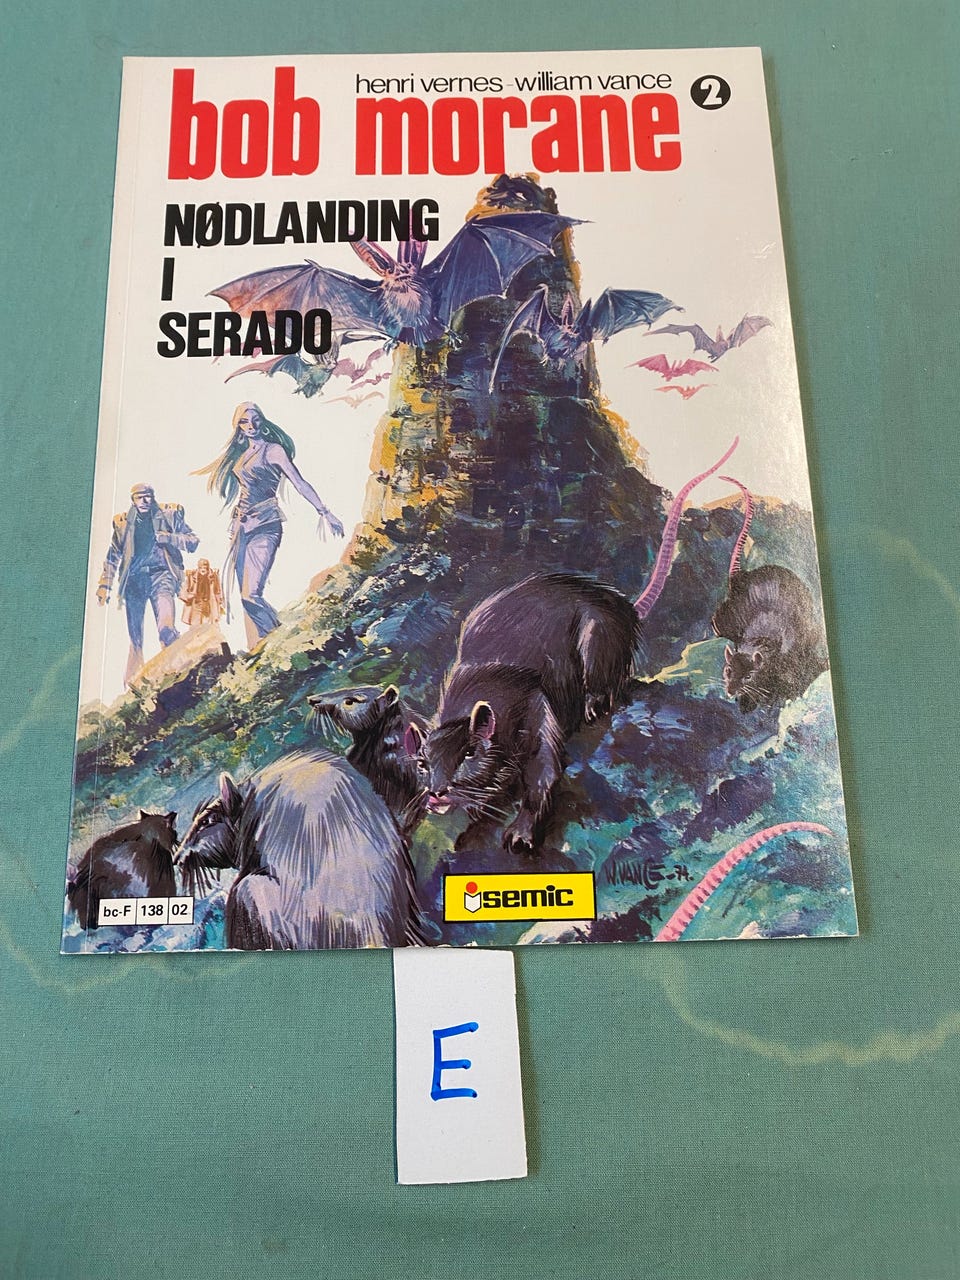 henri vernes-william vance
bob morane
2
NØDLANDING
I
SERADO
W.VANCE-74.
semic
bc-F 138 02
E